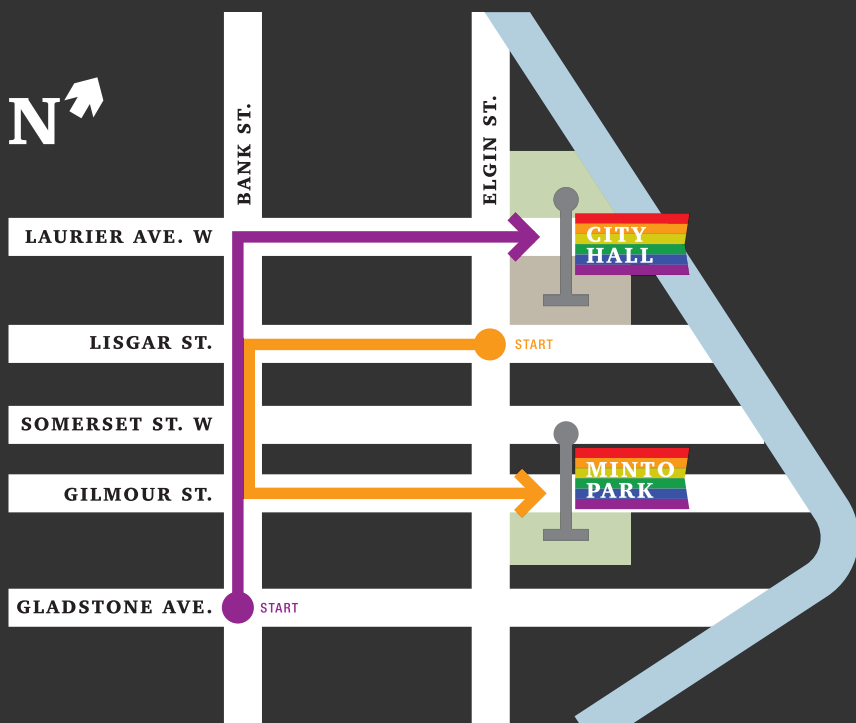 N
BANK ST.
ELGIN ST.
LAURIER AVE. W
CITY
HALL
LISGAR ST.
START
SOMERSET ST. W
MINTO
PARK
GILMOUR ST.
GLADSTONE AVE.
START